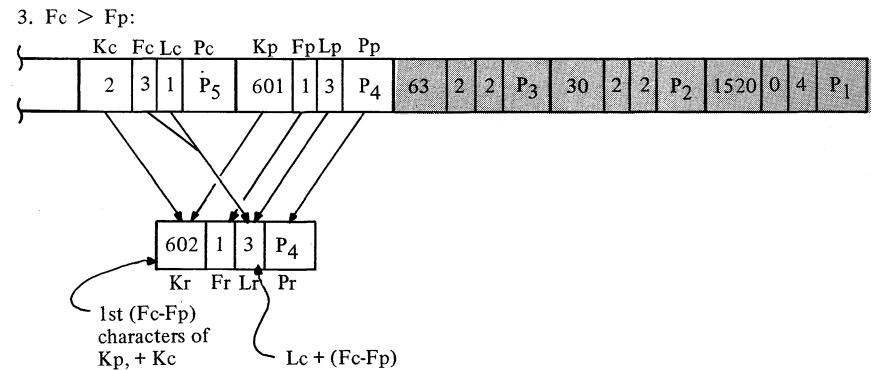 3. Fc > Fp:
Kc Fc Lc Pc Kp Fp Lp Pp
2 3 1 P5 601 1 3 P4 63 2 2 P3 30 2 2 P2 1520 0 4 P1
602 1 3 P4
Kr Fr Lr Pr
1st (Fc-Fp)
characters of
Kp, + Kc
Lc + (Fc-Fp)